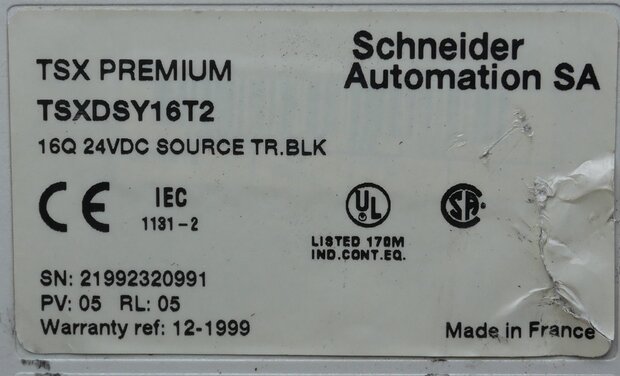 Schneider
Automation SA
TSX PREMIUM
TSXDSY16T2
16Q 24VDC SOURCE TR.BLK
CE
IEC
1131-2
UL
LISTED 170M
IND.CONT.EQ.
SA
SN: 21992320991
PV: 05 RL: 05
Warranty ref: 12-1999
Made in France